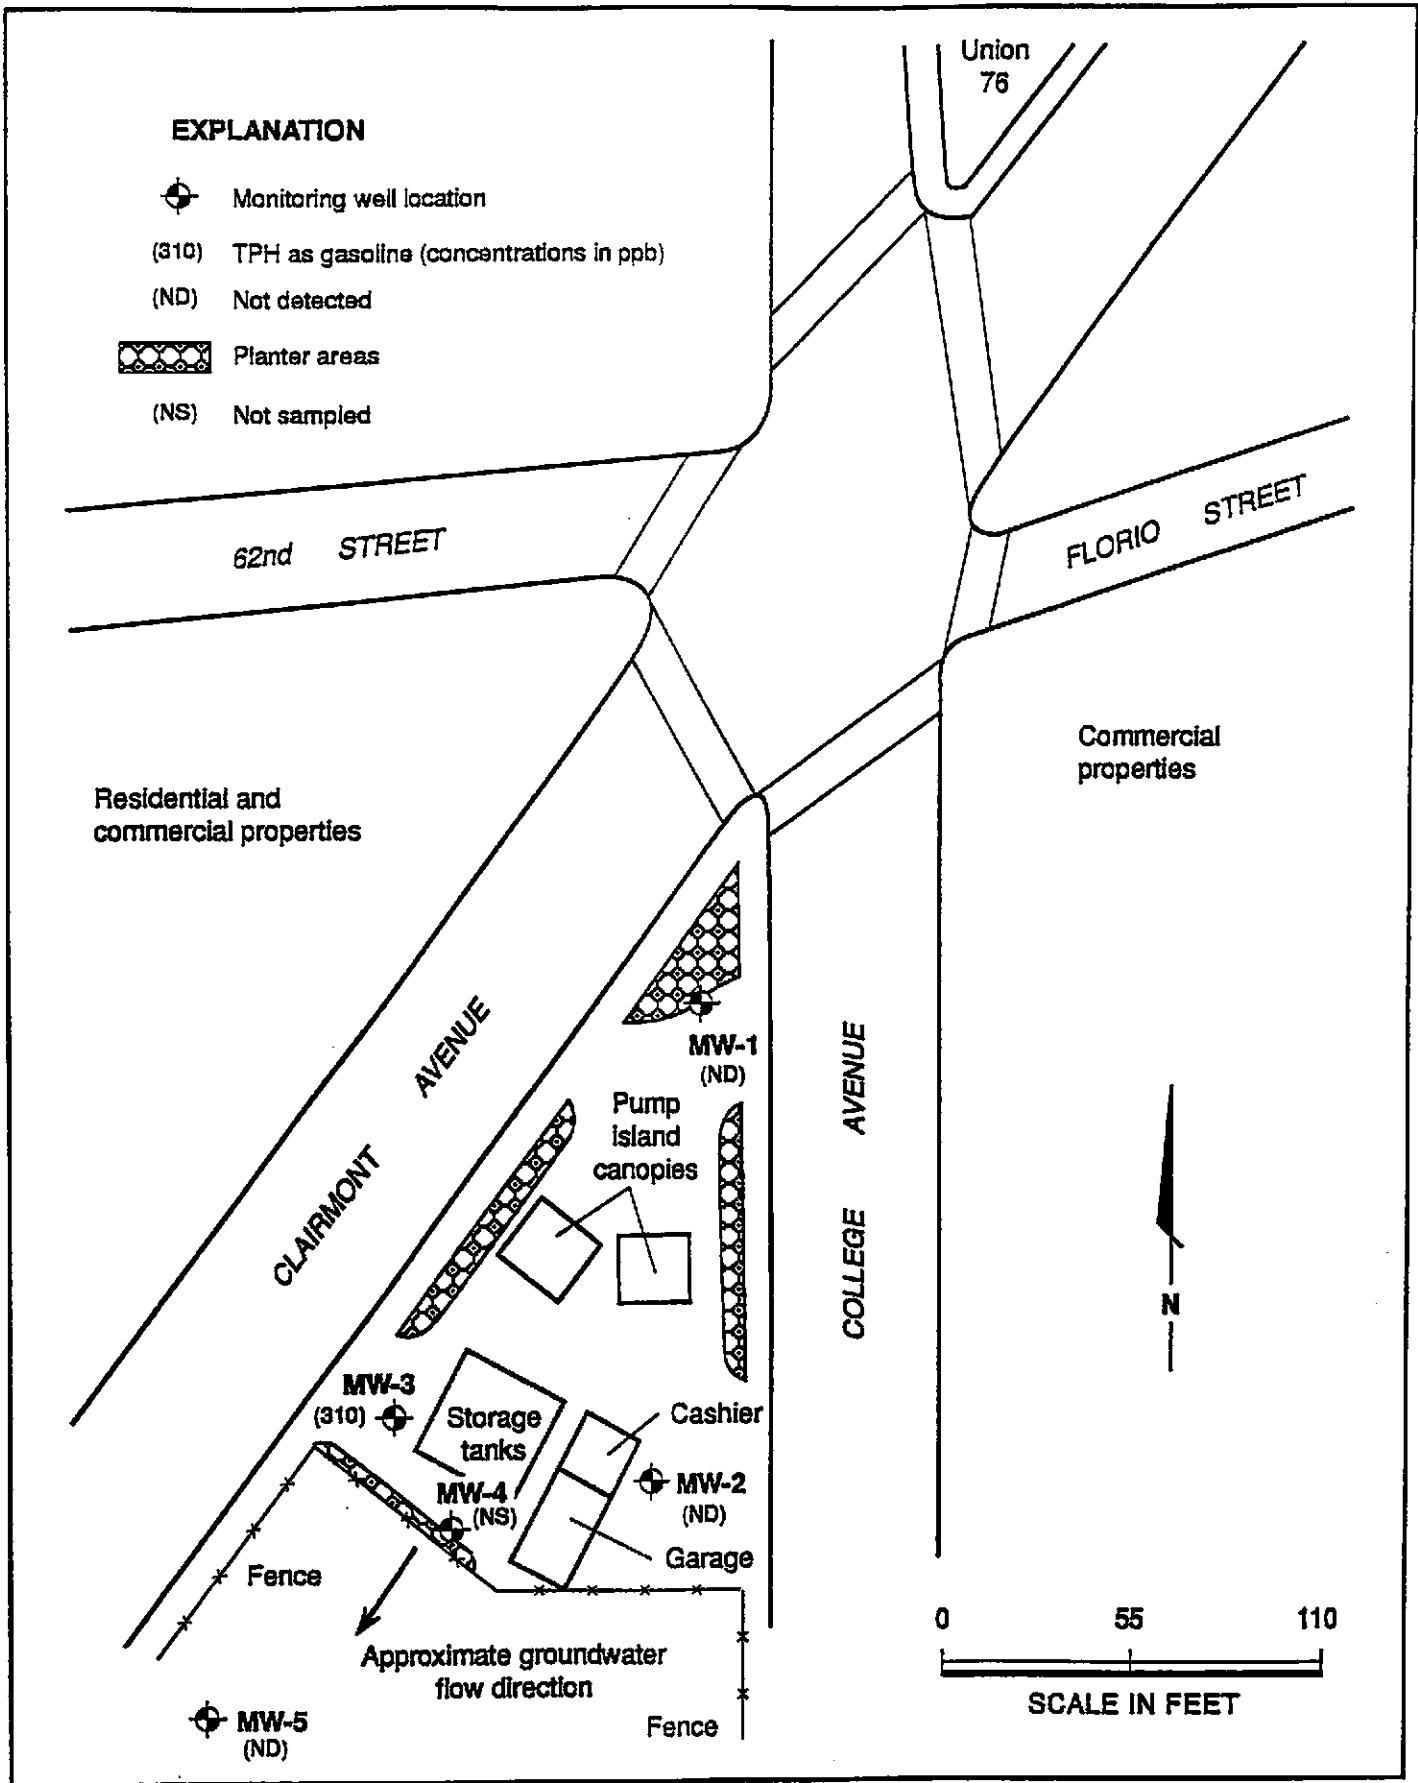 Union
76
EXPLANATION
Monitoring well location
(310) TPH as gasoline (concentrations in ppb)
(ND) Not detected
Planter areas
(NS) Not sampled
62nd STREET
FLORIO STREET
Commercial
properties
Residential and
commercial properties
CLAIRMONT AVENUE
COLLEGE AVENUE
MW-1
(ND)
Pump
island
canopies
N
MW-3
(310)
Storage
tanks
Cashier
MW-4
(NS)
MW-2
(ND)
Garage
Fence
Approximate groundwater
flow direction
MW-5
(ND)
Fence
0 55 110
SCALE IN FEET